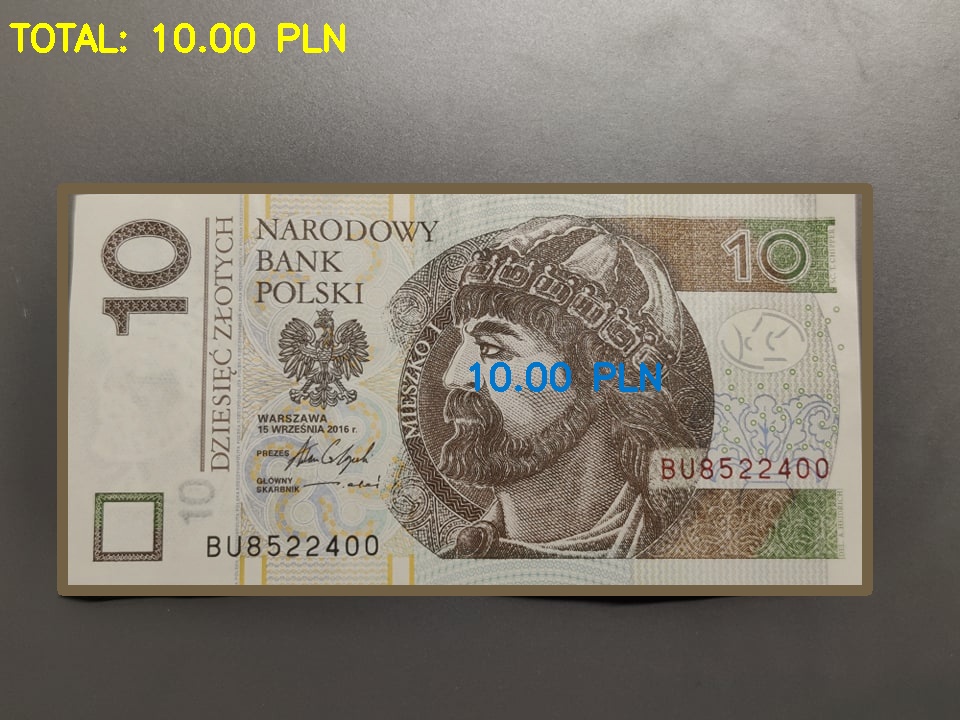 TOTAL: 10.00 PLN
10
DZIESIĘĆ ZŁOTYCH
NARODOWY
BANK
POLSKI
10
MIESZKO I
10.00 PLN
WARSZAWA
15 WRZEŚNIA 2016 r.
PREZES
GŁÓWNY
SKARBNIK
BU8522400
10
BU8522400